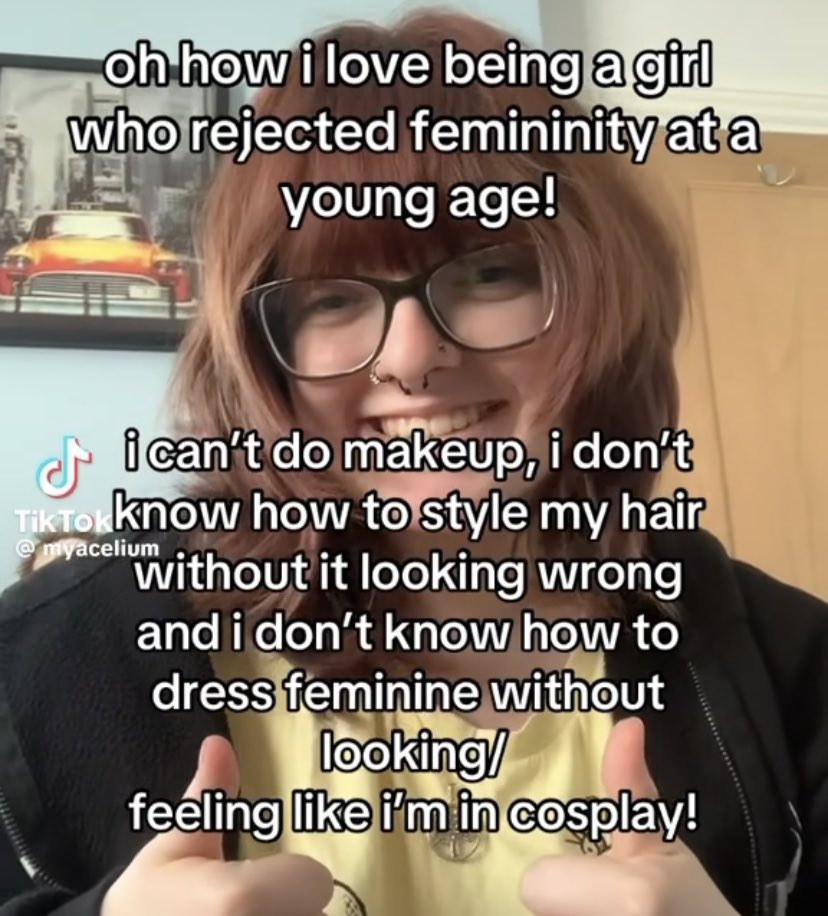 oh how i love being a girl
who rejected femininity at a
young age!
i can't do makeup, i don't
know how to style my hair
without it looking wrong
and i don't know how to
dress feminine without
looking/
feeling like i'm in cosplay!
TikTok
@ myacelium